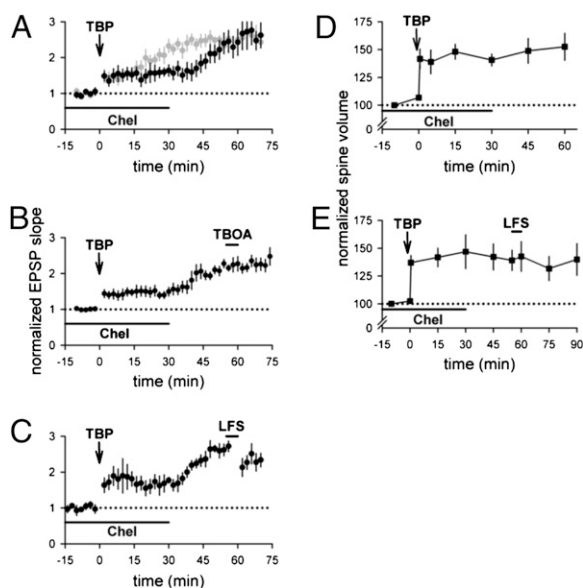 A
TBP
3
2
1
0
Chel
-15 0 15 30 45 60 75
time (min)
B
TBP
TBOA
3
2
1
0
Chel
-15 0 15 30 45 60 75
time (min)
C
TBP
LFS
3
2
1
0
Chel
-15 0 15 30 45 60 75
time (min)
normalized EPSP slope
D
TBP
150
125
100
Chel
-15 0 15 30 45 60
time (min)
E
TBP
LFS
150
125
100
Chel
-15 0 15 30 45 60 75 90
time (min)
normalized spine volume